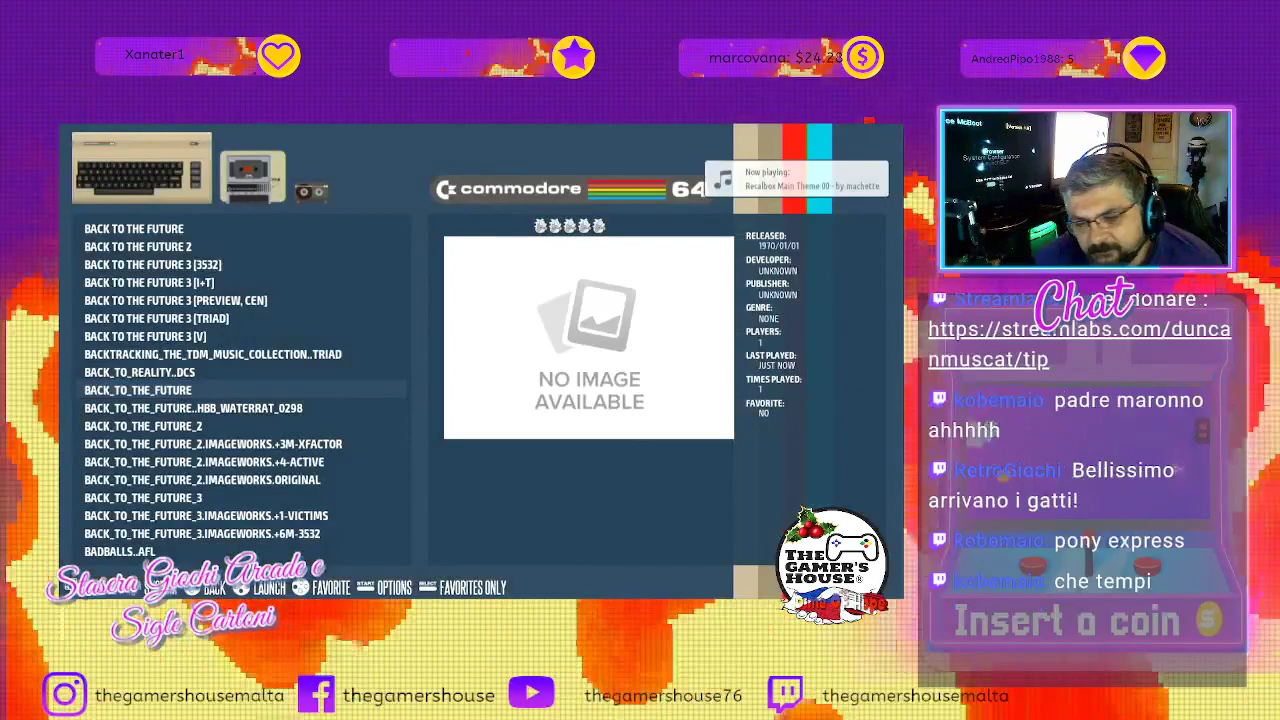 Xanater1
marcovana: $24.28
AndreaPipo1988: 5
commodore 64
Now playing:
Recalbox Main Theme 00 - by machette
BACK TO THE FUTURE
BACK TO THE FUTURE 2
BACK TO THE FUTURE 3 [3532]
BACK TO THE FUTURE 3 [I+T]
BACK TO THE FUTURE 3 [PREVIEW, CEN]
BACK TO THE FUTURE 3 [TRIAD]
BACK TO THE FUTURE 3 [V]
BACKTRACKING_THE_TDM_MUSIC_COLLECTION..TRIAD
BACK_TO_REALITY..DCS
BACK_TO_THE_FUTURE
BACK_TO_THE_FUTURE..HBB_WATERRAT_0298
BACK_TO_THE_FUTURE_2
BACK_TO_THE_FUTURE_2.IMAGEWORKS.+3M-XFACTOR
BACK_TO_THE_FUTURE_2.IMAGEWORKS.+4-ACTIVE
BACK_TO_THE_FUTURE_2.IMAGEWORKS.ORIGINAL
BACK_TO_THE_FUTURE_3
BACK_TO_THE_FUTURE_3.IMAGEWORKS.+1-VICTIMS
BACK_TO_THE_FUTURE_3.IMAGEWORKS.+6M-3532
BADBALLS..AFL
NO IMAGE
AVAILABLE
RELEASED:
1970/01/01
DEVELOPER:
UNKNOWN
PUBLISHER:
UNKNOWN
GENRE:
NONE
PLAYERS:
1
LAST PLAYED:
JUST NOW
TIMES PLAYED:
1
FAVORITE:
NO
BACK LAUNCH FAVORITE START OPTIONS SELECT FAVORITES ONLY
Stasera Giochi Arcade e
Sigle Cartoni
THE
GAMER'S
HOUSE®
System Configuration
Chat
https://streamlabs.com/dunca
nmuscat/tip
kobemaio padre maronno
ahhhhh
RetroGiochi Bellissimo
arrivano i gatti!
kobemaio pony express
kobemaio che tempi
Insert a coin
thegamershousemalta
thegamershouse
thegamershouse76
thegamershousemalta